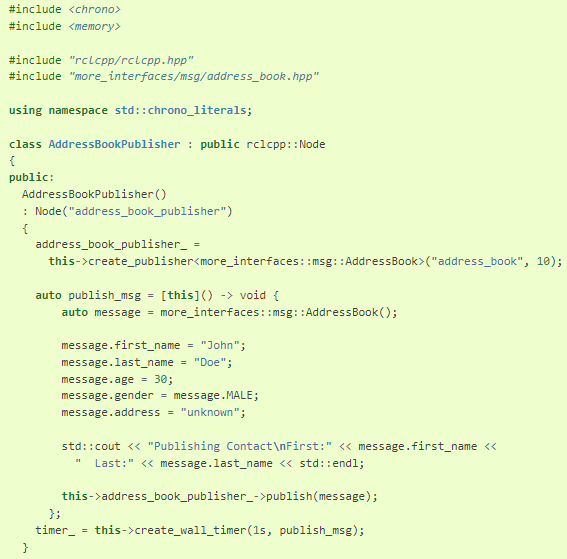 #include <chrono>
#include <memory>
#include "rclcpp/rclcpp.hpp"
#include "more_interfaces/msg/address_book.hpp"
using namespace std::chrono_literals;
class AddressBookPublisher : public rclcpp::Node
{
public:
  AddressBookPublisher()
  : Node("address_book_publisher")
  {
    address_book_publisher_ =
      this->create_publisher<more_interfaces::msg::AddressBook>("address_book", 10);
    auto publish_msg = [this]() -> void {
        auto message = more_interfaces::msg::AddressBook();
        message.first_name = "John";
        message.last_name = "Doe";
        message.age = 30;
        message.gender = message.MALE;
        message.address = "unknown";
        std::cout << "Publishing Contact\nFirst:" << message.first_name <<
          "  Last:" << message.last_name << std::endl;
        this->address_book_publisher_->publish(message);
      };
    timer_ = this->create_wall_timer(1s, publish_msg);
  }